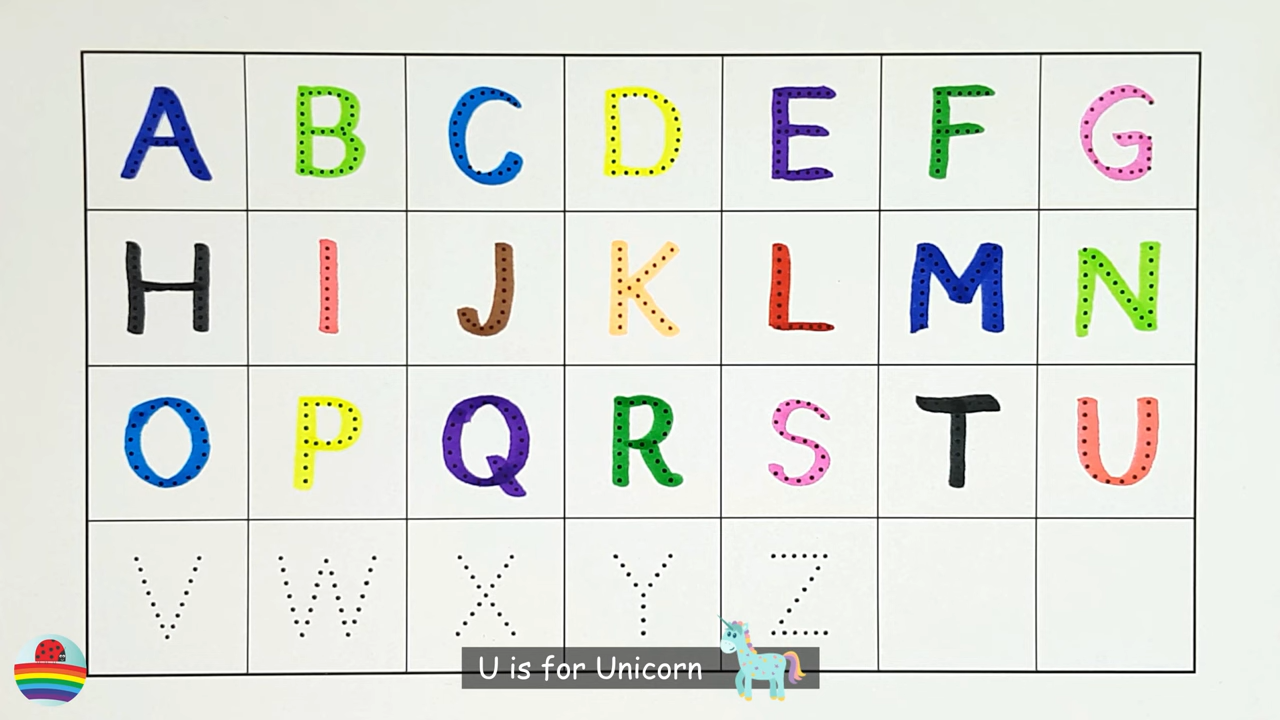 A B C D E F G
H I J K L M N
O P Q R S T U
V W X Y Z
U is for Unicorn